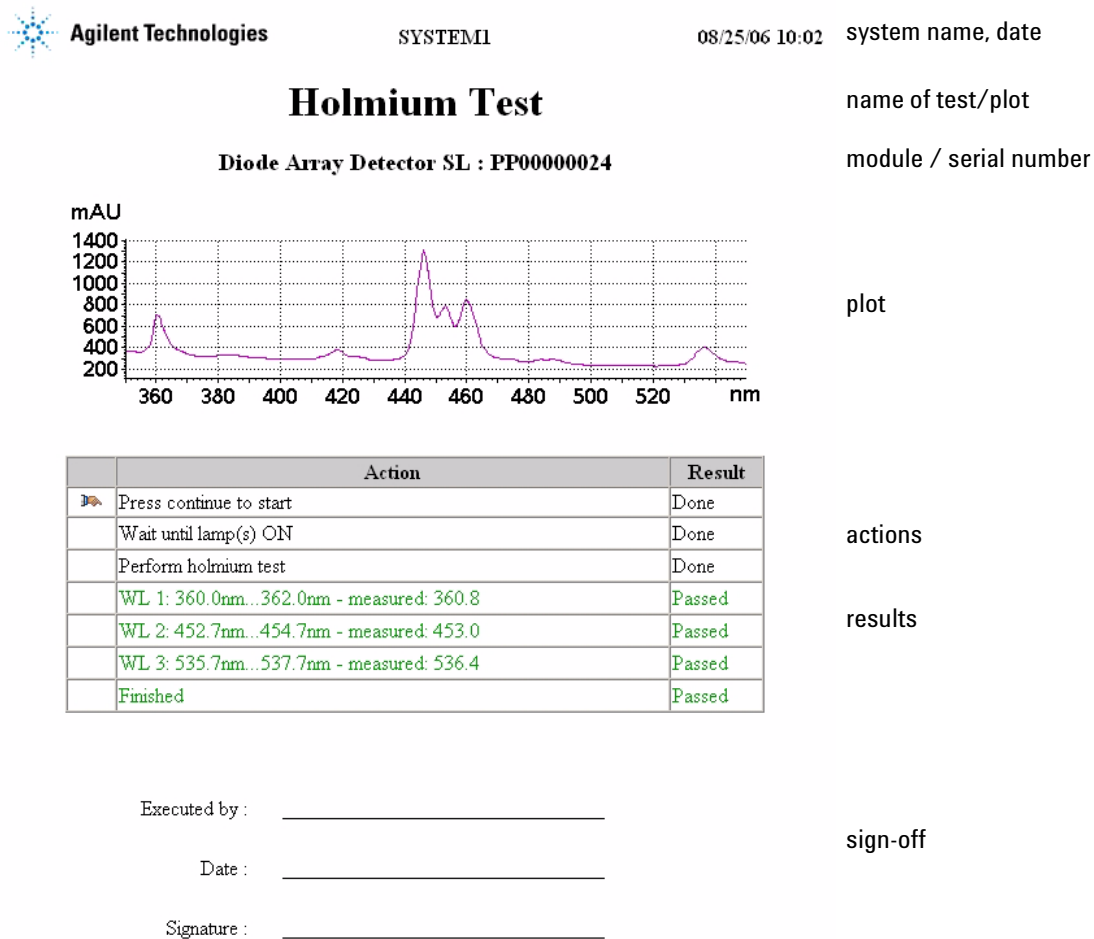 Agilent Technologies SYSTEM1 08/25/06 10:02 system name, date
Holmium Test name of test/plot
Diode Array Detector SL : PP00000024 module / serial number
mAU
1400
1200
1000
800
600
400
200
plot
360 380 400 420 440 460 480 500 520 nm
Action Result
Press continue to start Done
Wait until lamp(s) ON Done
actions
Perform holmium test Done
WL 1: 360.0nm...362.0nm - measured: 360.8 Passed
results
WL 2: 452.7nm...454.7nm - measured: 453.0 Passed
WL 3: 535.7nm...537.7nm - measured: 536.4 Passed
Finished Passed
Executed by :
sign-off
Date :
Signature :